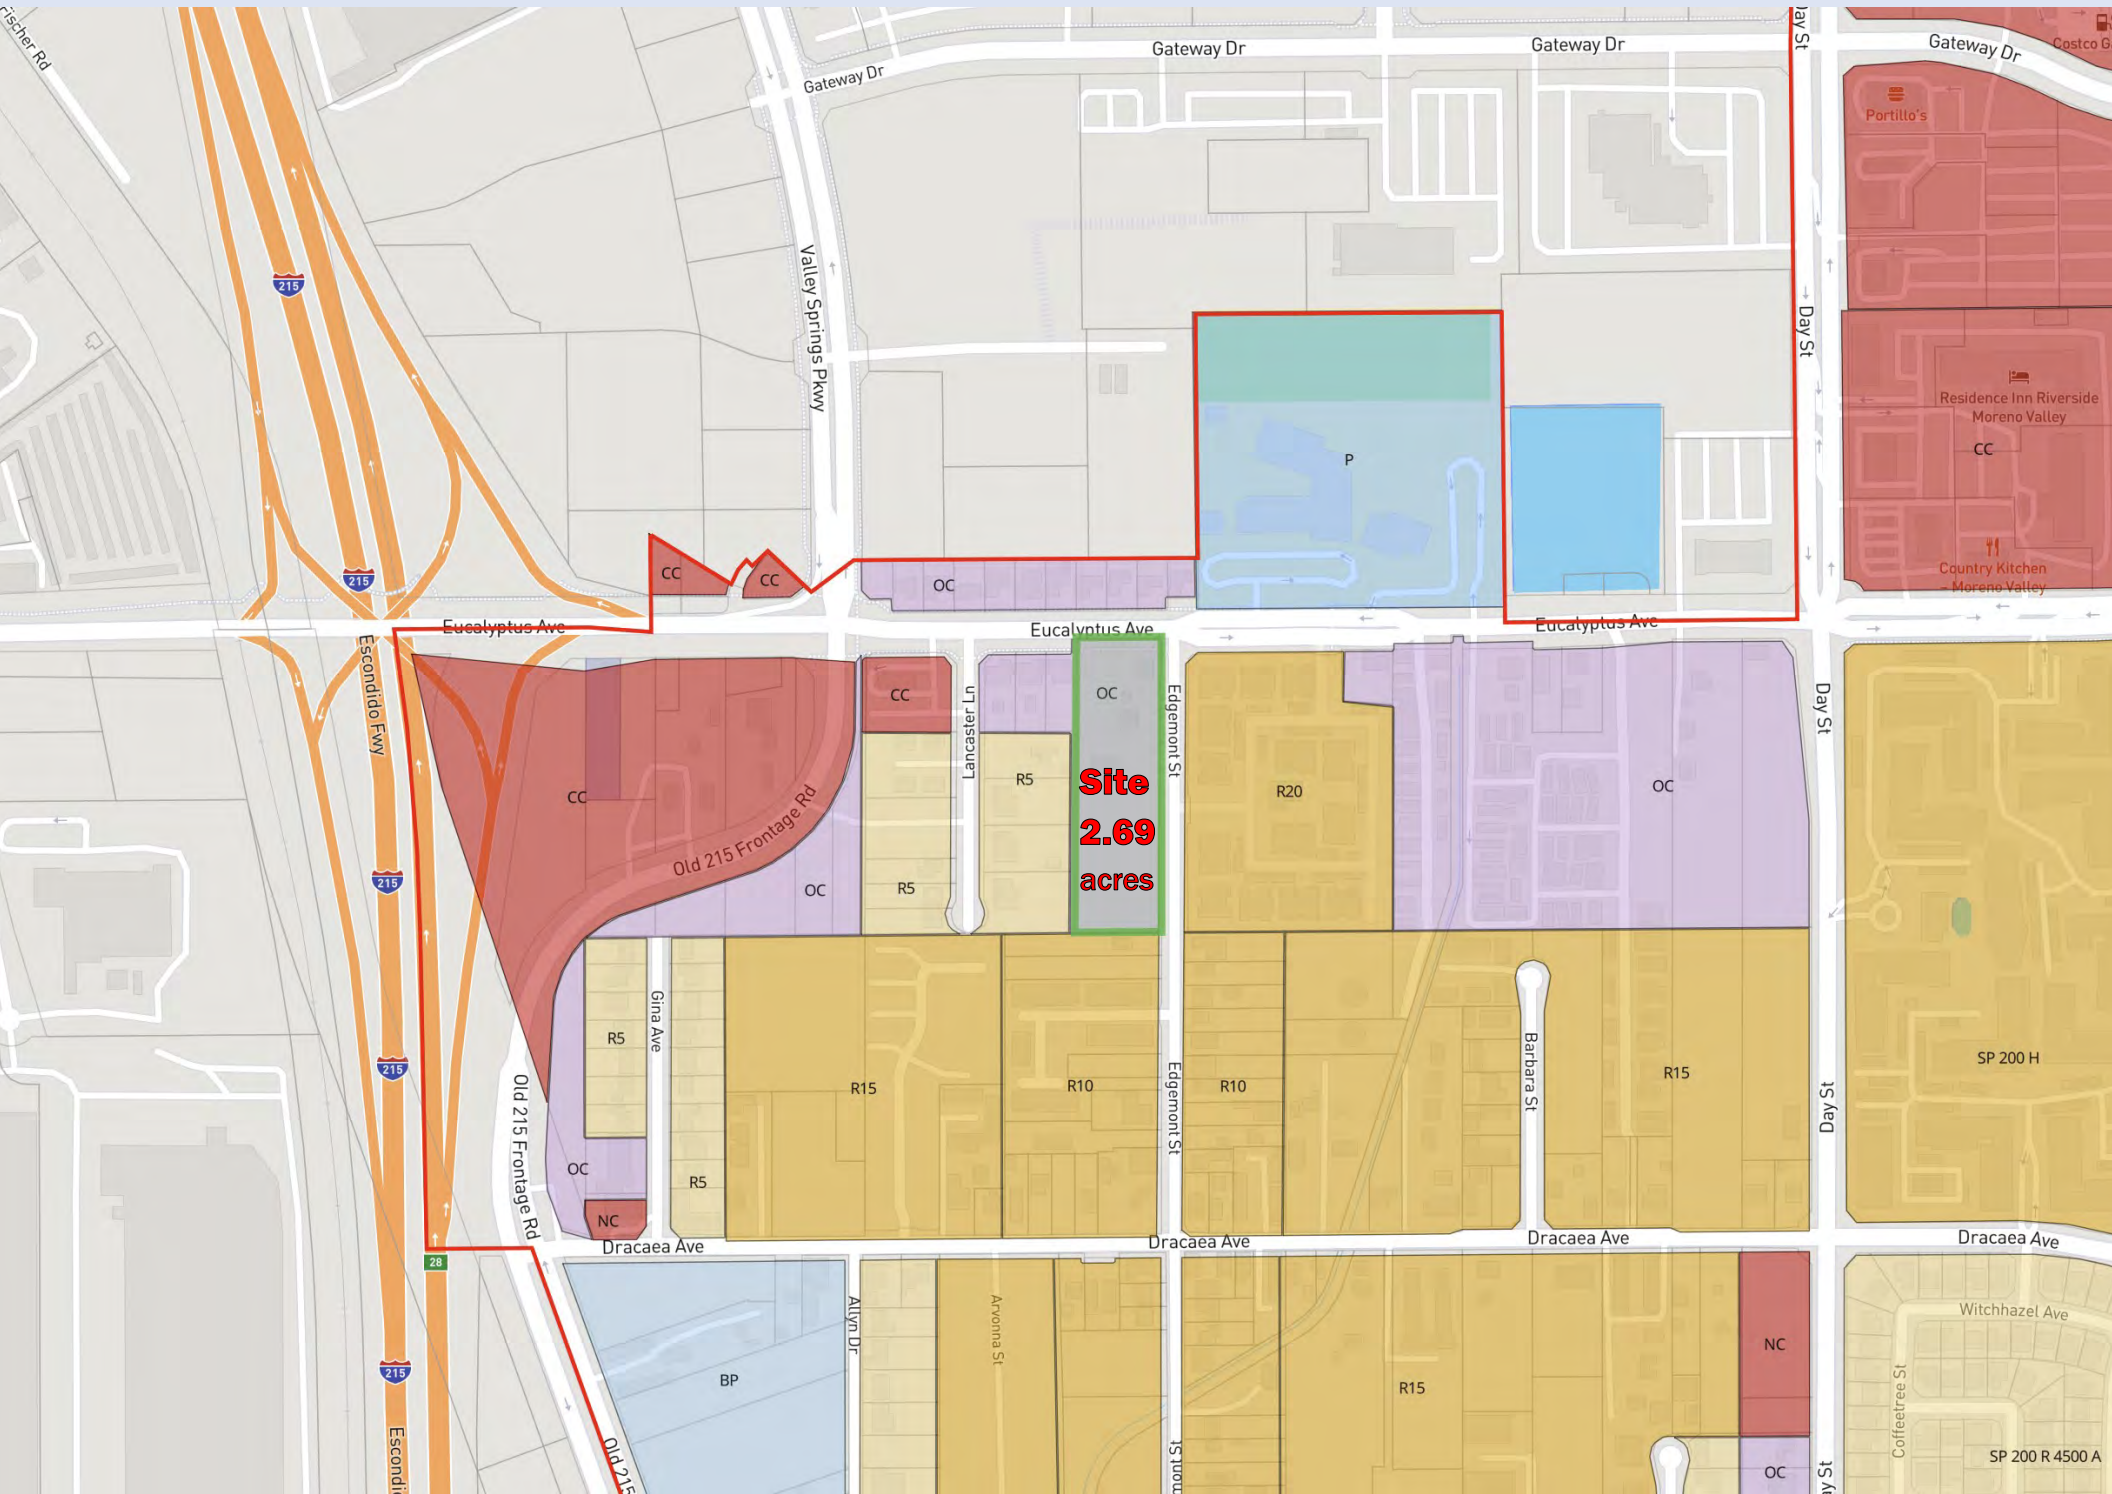 Fischer Rd
Gateway Dr
Gateway Dr
Gateway Dr
Gateway Dr
Day St
Costco G
Portillo's
215
Valley Springs Pkwy
Day St
Residence Inn Riverside
Moreno Valley
CC
P
Country Kitchen
- Moreno Valley
215
CC
CC
OC
Eucalyptus Ave
Eucalyptus Ave
Eucalyptus Ave
Escondido Fwy
CC
Lancaster Ln
OC
Edgemont St
Day St
R5
Site
2.69
acres
R20
OC
CC
Old 215 Frontage Rd
215
OC
R5
Gina Ave
R5
215
Old 215 Frontage Rd
R15
R10
Edgemont St
R10
Barbara St
R15
Day St
SP 200 H
OC
R5
NC
Dracaea Ave
Dracaea Ave
Dracaea Ave
Dracaea Ave
28
Allyn Dr
Arvonna St
Witchhazel Ave
NC
215
BP
R15
Coffeetree St
Old 215
OC
SP 200 R 4500 A